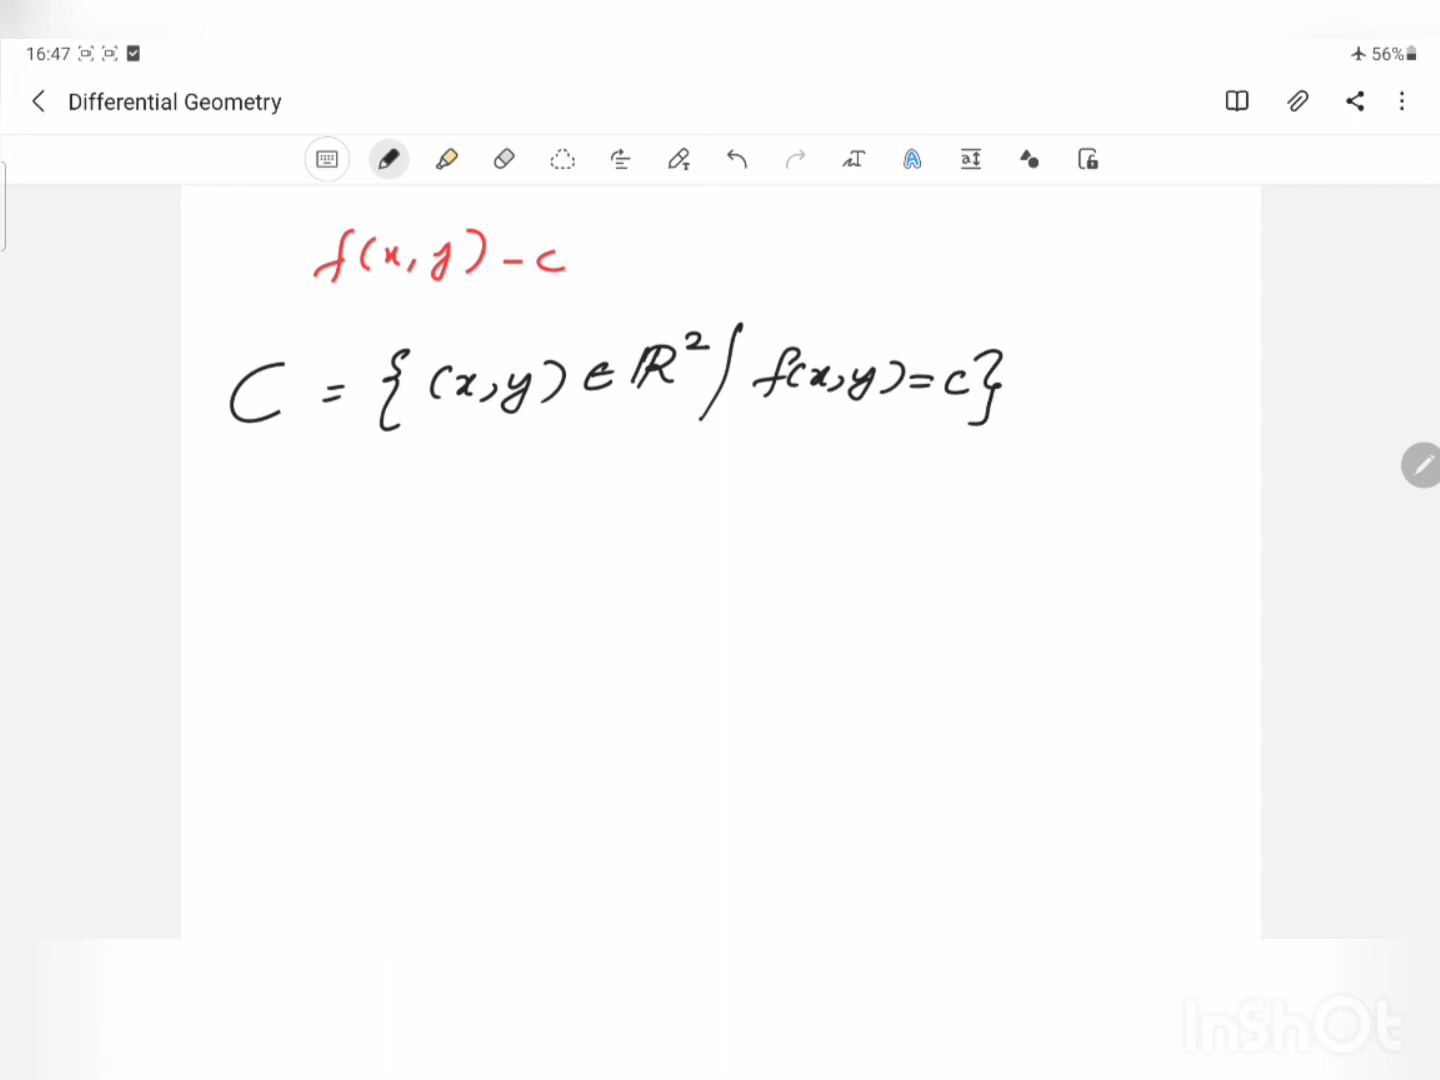 16:47
56%
Differential Geometry
f(x,y) - c
C = { (x,y) ∈ ℝ² / f(x,y) = c }
InShOt